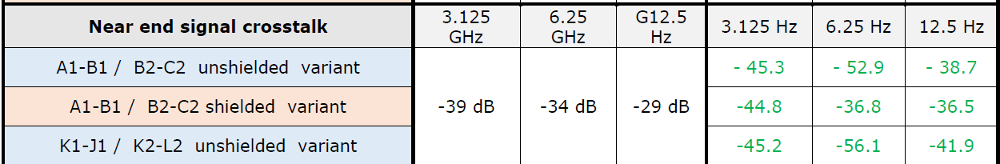 Near end signal crosstalk 3.125 GHz 6.25 GHz G12.5 Hz 3.125 Hz 6.25 Hz 12.5 Hz
A1-B1 / B2-C2 unshielded variant - 45.3 - 52.9 - 38.7
A1-B1 / B2-C2 shielded variant -39 dB -34 dB -29 dB -44.8 -36.8 -36.5
K1-J1 / K2-L2 unshielded variant -45.2 -56.1 -41.9